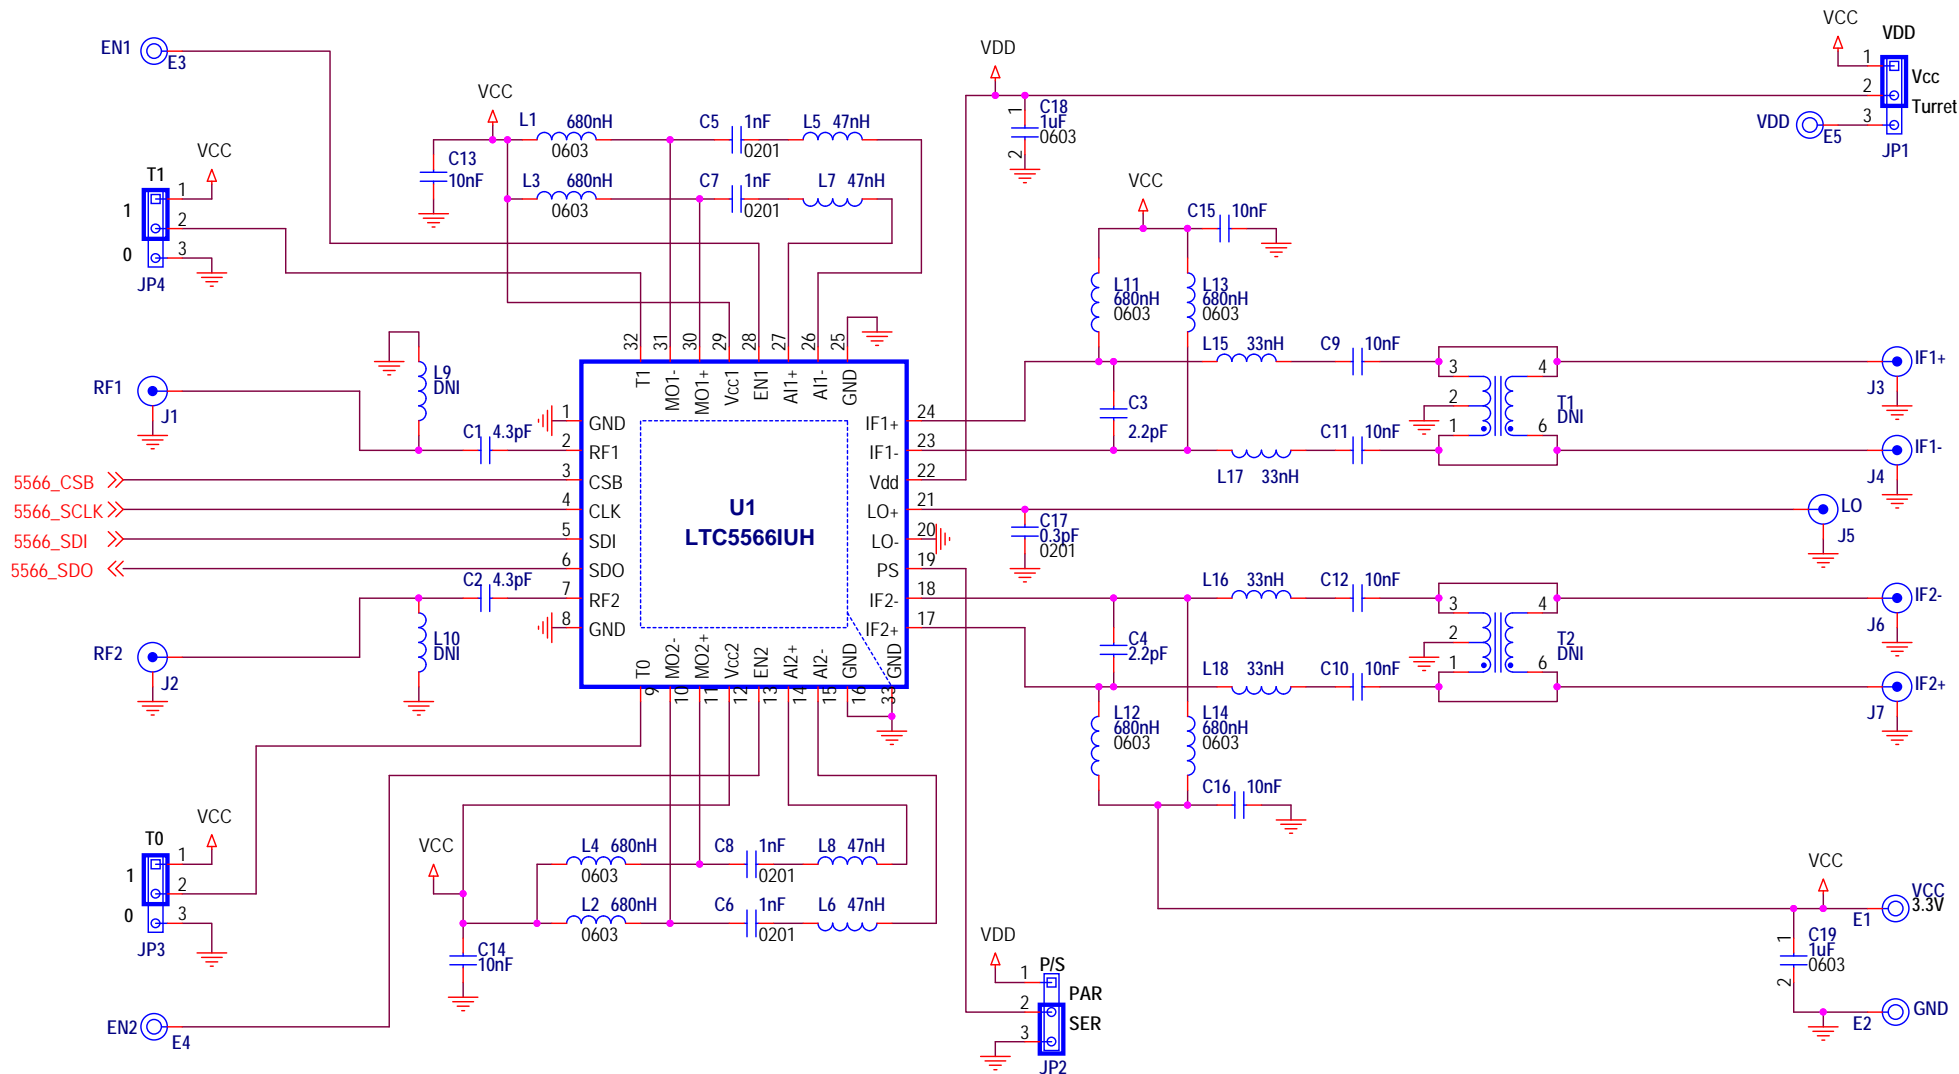 EN1
E3
VCC
L1 680nH
0603
C5 1nF
0201
L5 47nH
C13
10nF
L3 680nH
0603
C7 1nF
0201
L7 47nH
T1
VCC
1
2
3
1
0
JP4
VDD
C18
1uF
0603
1
2
VCC
VDD
1
2
3
Vcc
Turret
VDD
E5
JP1
VCC
C15 10nF
L11
680nH
0603
L13
680nH
0603
L15 33nH
C9 10nF
C3
2.2pF
L17 33nH
C11 10nF
3
2
1
4
6
T1
DNI
IF1+
J3
IF1-
J4
RF1
J1
L9
DNI
C1 4.3pF
5566_CSB
5566_SCLK
5566_SDI
5566_SDO
C2 4.3pF
L10
DNI
RF2
J2
32
31
30
29
28
27
26
25
T1
MO1-
MO1+
Vcc1
EN1
AI1+
AI1-
GND
1
2
3
4
5
6
7
8
GND
RF1
CSB
CLK
SDI
SDO
RF2
GND
U1
LTC5566IUH
IF1+
IF1-
Vdd
LO+
LO-
PS
IF2-
IF2+
24
23
22
21
20
19
18
17
T0
MO2-
MO2+
Vcc2
EN2
AI2+
AI2-
GND
GND
9
10
11
12
13
14
15
16
33
C17
0.3pF
0201
LO
J5
L16 33nH
C12 10nF
C4
2.2pF
L18 33nH
C10 10nF
3
2
1
4
6
T2
DNI
IF2-
J6
IF2+
J7
L12
680nH
0603
L14
680nH
0603
C16 10nF
T0
VCC
1
2
3
1
0
JP3
VCC
L4 680nH
0603
C8 1nF
0201
L8 47nH
L2 680nH
0603
C6 1nF
0201
L6 47nH
C14
10nF
EN2
E4
VDD
P/S
1
2
3
PAR
SER
JP2
VCC
VCC
3.3V
E1
C19
1uF
0603
1
2
E2
GND